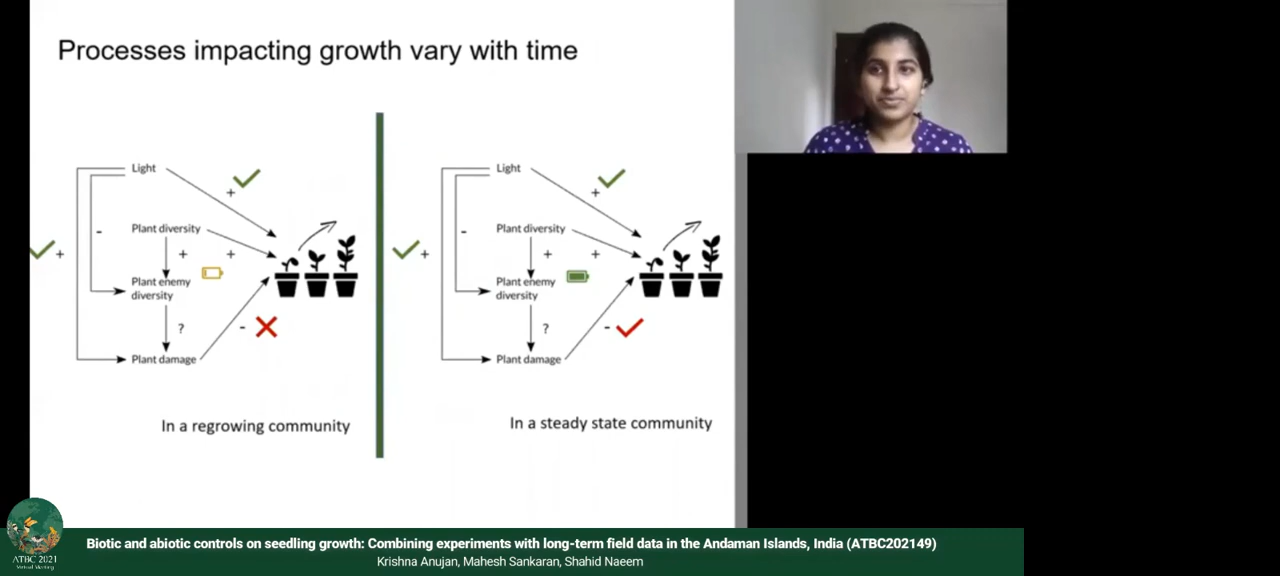 Processes impacting growth vary with time
Light
+
-
Plant diversity
+
+
+
Plant enemy
diversity
?
-
Plant damage
In a regrowing community
Light
+
-
Plant diversity
+
+
+
Plant enemy
diversity
?
-
Plant damage
In a steady state community
ATBC 2021
Virtual Meeting
Biotic and abiotic controls on seedling growth: Combining experiments with long-term field data in the Andaman Islands, India (ATBC202149)
Krishna Anujan, Mahesh Sankaran, Shahid Naeem